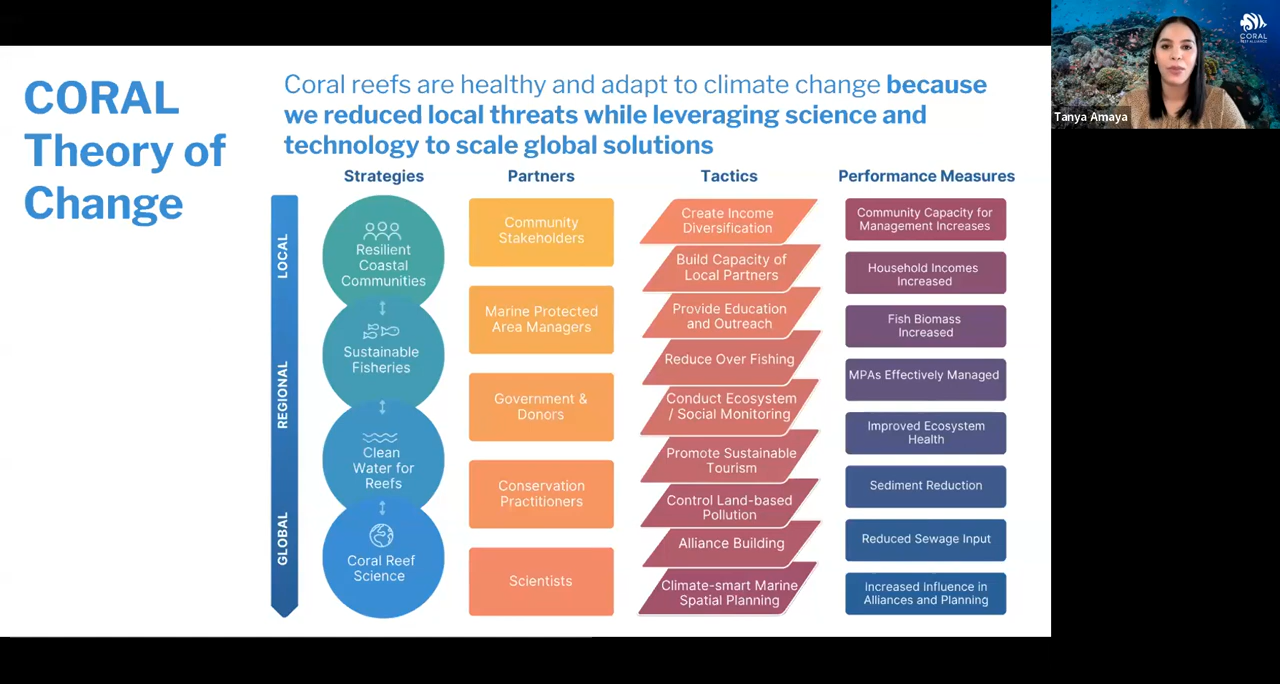 CORAL
Theory of
Change
Coral reefs are healthy and adapt to climate change because
we reduced local threats while leveraging science and
technology to scale global solutions
Strategies
Partners
Tactics
Performance Measures
LOCAL
REGIONAL
GLOBAL
Resilient
Coastal
Communities
Sustainable
Fisheries
Clean
Water for
Reefs
Coral Reef
Science
Community
Stakeholders
Marine Protected
Area Managers
Government &
Donors
Conservation
Practitioners
Scientists
Create Income
Diversification
Build Capacity of
Local Partners
Provide Education
and Outreach
Reduce Over Fishing
Conduct Ecosystem
/ Social Monitoring
Promote Sustainable
Tourism
Control Land-based
Pollution
Alliance Building
Climate-smart Marine
Spatial Planning
Community Capacity for
Management Increases
Household Incomes
Increased
Fish Biomass
Increased
MPAs Effectively Managed
Improved Ecosystem
Health
Sediment Reduction
Reduced Sewage Input
Increased Influence in
Alliances and Planning
CORAL
REEF ALLIANCE
Tanya Amaya